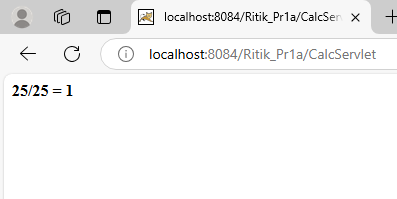 localhost:8084/Ritik_Pr1a/CalcSer
localhost:8084/Ritik_Pr1a/CalcServlet
25/25 = 1